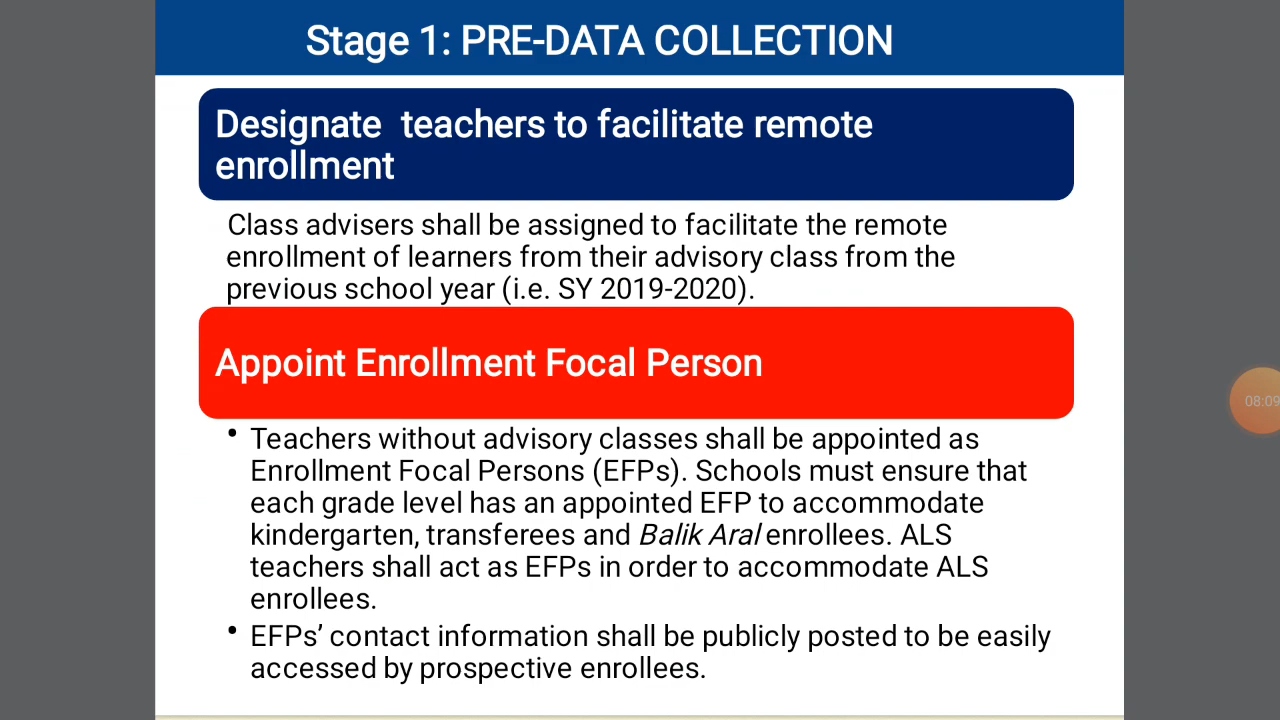 Stage 1: PRE-DATA COLLECTION
Designate  teachers to facilitate remote
enrollment
Class advisers shall be assigned to facilitate the remote
enrollment of learners from their advisory class from the
previous school year (i.e. SY 2019-2020).
Appoint Enrollment Focal Person
• Teachers without advisory classes shall be appointed as
Enrollment Focal Persons (EFPs). Schools must ensure that
each grade level has an appointed EFP to accommodate
kindergarten, transferees and Balik Aral enrollees. ALS
teachers shall act as EFPs in order to accommodate ALS
enrollees.
• EFPs’ contact information shall be publicly posted to be easily
accessed by prospective enrollees.
08:09